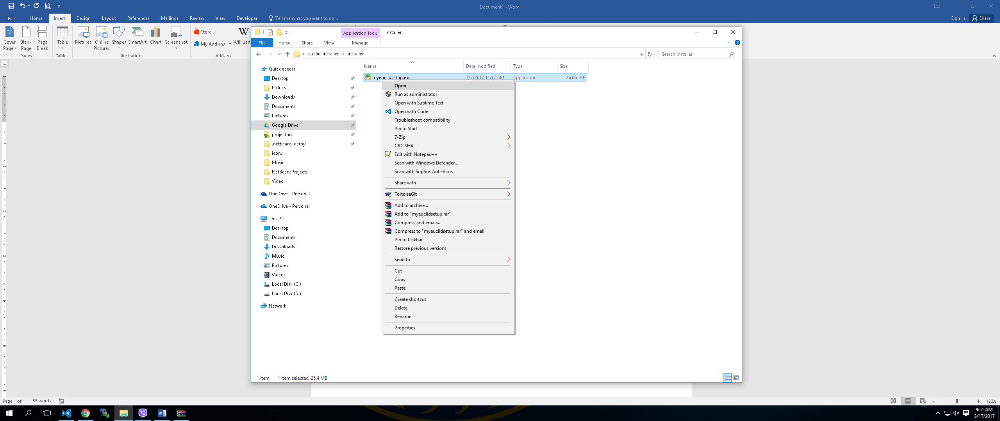 Document1 - Word
File Home Insert Design Layout References Mailings Review View Developer Tell me what you want to do... Sign in Share
Cover Page
Blank Page
Page Break
Pages
Table
Tables
Pictures
Online Pictures
Shapes
SmartArt
Chart
Screenshot
Illustrations
Store
My Add-ins
Wikiped
Add-ins
Application Tools installer
File Home Share View Manage
euclid_installer installer
Search installer
Name Date modified Type Size
myeuclidsetup.exe 3/7/2017 11:17 AM Application 26,061 KB
Quick access
Desktop
htdocs
Downloads
Documents
Pictures
Google Drive
projectnu
.netbeans-derby
icons
Music
NetBeansProjects
Video
OneDrive - Personal
OneDrive - Personal
This PC
Desktop
Documents
Downloads
Music
Pictures
Videos
Local Disk (C:)
Local Disk (D:)
Network
Open
Run as administrator
Open with Sublime Text
Open with Code
Troubleshoot compatibility
Pin to Start
7-Zip
CRC SHA
Edit with Notepad++
Scan with Windows Defender...
Scan with Sophos Anti-Virus
Share with
TortoiseGit
Add to archive...
Add to "myeuclidsetup.rar"
Compress and email...
Compress to "myeuclidsetup.rar" and email
Pin to taskbar
Restore previous versions
Send to
Cut
Copy
Paste
Create shortcut
Delete
Rename
Properties
1 item 1 item selected 25.4 MB
1
1
2
3
4
5
6
Page 1 of 1 85 words 120%
9:51 AM
3/17/2017